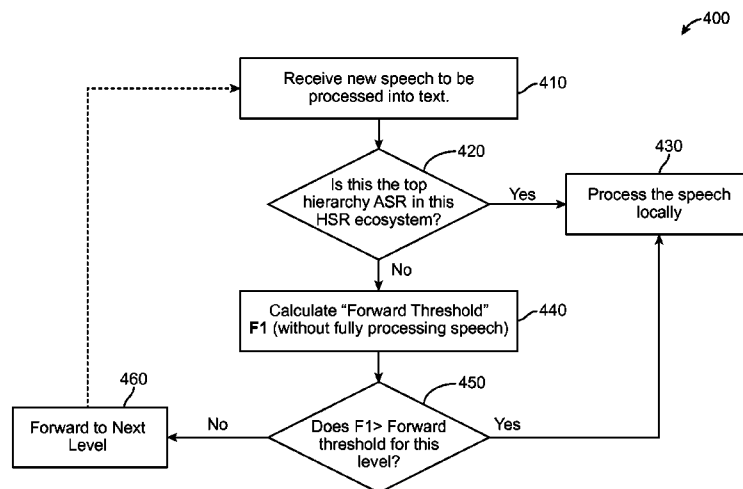 400
Receive new speech to be
processed into text.
410
420
Is this the top
hierarchy ASR in this
HSR ecosystem?
Yes
430
Process the speech
locally
No
Calculate “Forward Threshold”
F1 (without fully processing speech)
440
450
Does F1> Forward
threshold for this
level?
Yes
No
460
Forward to Next
Level